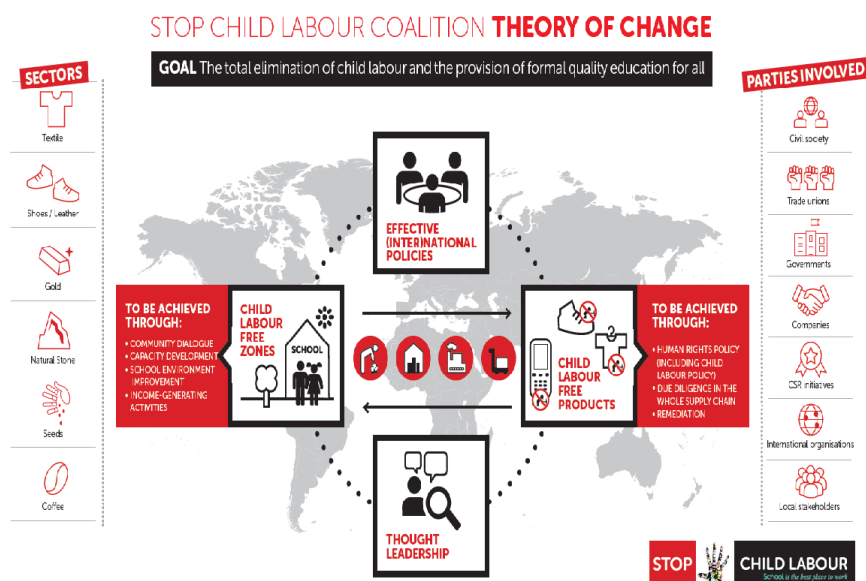 STOP CHILD LABOUR COALITION THEORY OF CHANGE
GOAL The total elimination of child labour and the provision of formal quality education for all
SECTORS
Textile
Shoes / Leather
Gold
Natural Stone
Seeds
Coffee
EFFECTIVE
(INTER)NATIONAL
POLICIES
TO BE ACHIEVED
THROUGH:
• COMMUNITY DIALOGUE
• CAPACITY DEVELOPMENT
• SCHOOL ENVIRONMENT
IMPROVEMENT
• INCOME-GENERATING
ACTIVITIES
CHILD
LABOUR
FREE
ZONES
SCHOOL
CHILD
LABOUR
FREE
PRODUCTS
TO BE ACHIEVED
THROUGH:
• HUMAN RIGHTS POLICY
(INCLUDING CHILD
LABOUR POLICY)
• DUE DILIGENCE IN THE
WHOLE SUPPLY CHAIN
• REMEDIATION
THOUGHT
LEADERSHIP
PARTIES INVOLVED
Civil society
Trade unions
Governments
Companies
CSR initiatives
International organisations
Local stakeholders
STOP CHILD LABOUR
School is the best place to work